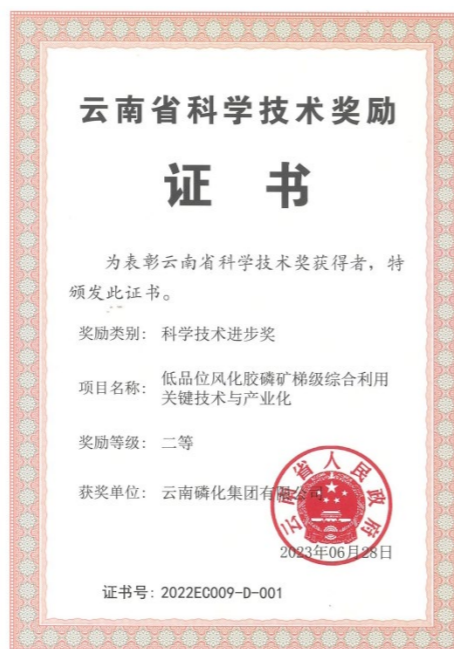 云南省科学技术奖励
证 书
为表彰云南省科学技术奖获得者，特
颁发此证书。
奖励类别： 科学技术进步奖
项目名称： 低品位风化胶磷矿梯级综合利用
关键技术与产业化
奖励等级： 二等
获奖单位： 云南磷化集团有限公司
云南省人民政府
2023年06月28日
证书号：2022EC009-D-001